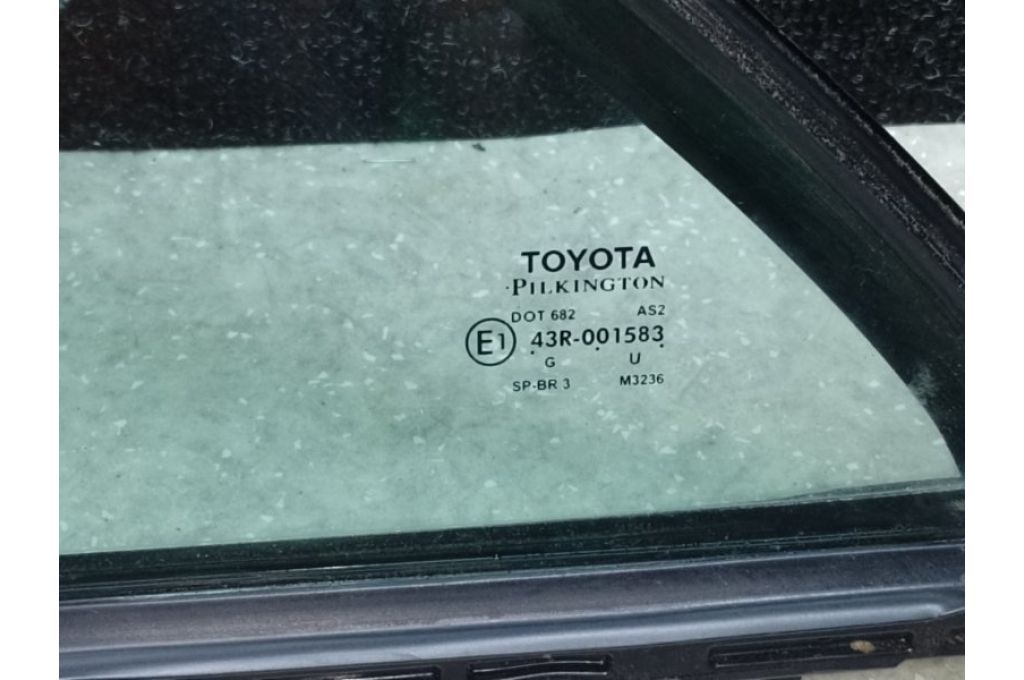 TOYOTA
PILKINGTON
DOT 682 AS2
E1 43R-001583
G U
SP-BR 3 M3236